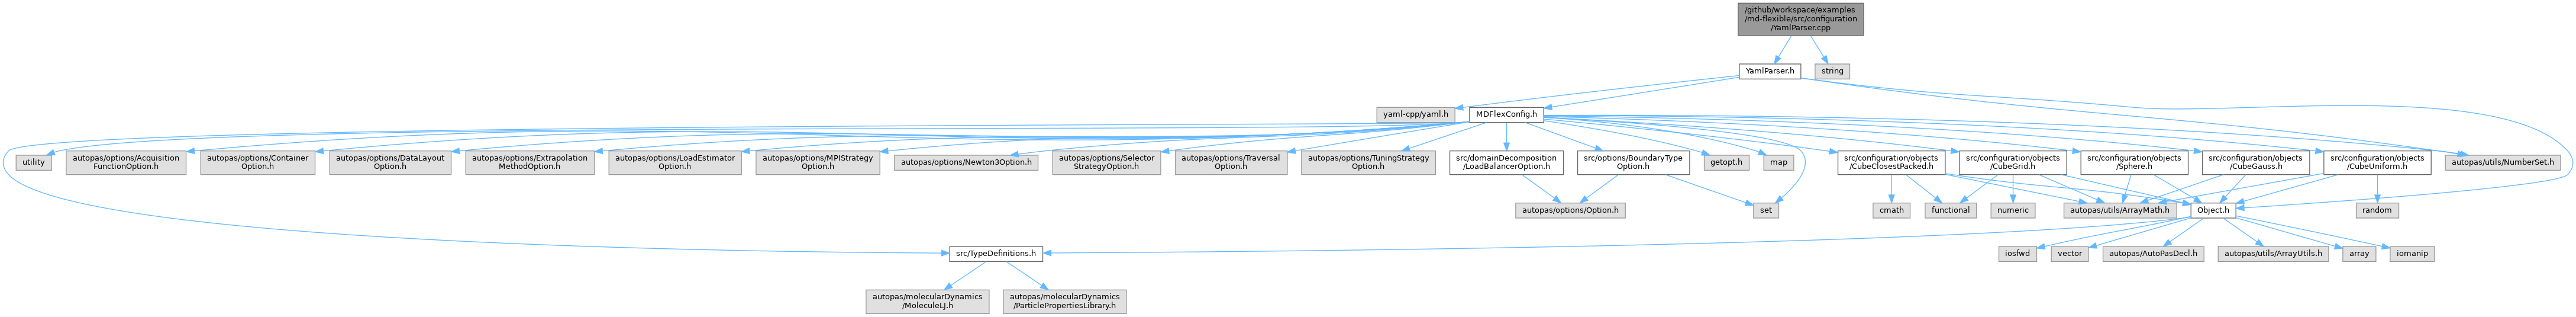 /github/workspace/examples
/md-flexible/src/configuration
/YamlParser.cpp
YamlParser.h
string
yaml-cpp/yaml.h
MDFlexConfig.h
utility
autopas/options/Acquisition
FunctionOption.h
autopas/options/Container
Option.h
autopas/options/DataLayout
Option.h
autopas/options/Extrapolation
MethodOption.h
autopas/options/LoadEstimator
Option.h
autopas/options/MPIStrategy
Option.h
autopas/options/Newton3Option.h
autopas/options/Selector
StrategyOption.h
autopas/options/Traversal
Option.h
autopas/options/TuningStrategy
Option.h
src/domainDecomposition
/LoadBalancerOption.h
src/options/BoundaryType
Option.h
getopt.h
map
src/configuration/objects
/CubeClosestPacked.h
src/configuration/objects
/CubeGrid.h
src/configuration/objects
/Sphere.h
src/configuration/objects
/CubeGauss.h
src/configuration/objects
/CubeUniform.h
autopas/utils/NumberSet.h
autopas/options/Option.h
set
cmath
functional
numeric
autopas/utils/ArrayMath.h
Object.h
random
src/TypeDefinitions.h
iosfwd
vector
autopas/AutoPasDecl.h
autopas/utils/ArrayUtils.h
array
iomanip
autopas/molecularDynamics
/MoleculeLJ.h
autopas/molecularDynamics
/ParticlePropertiesLibrary.h